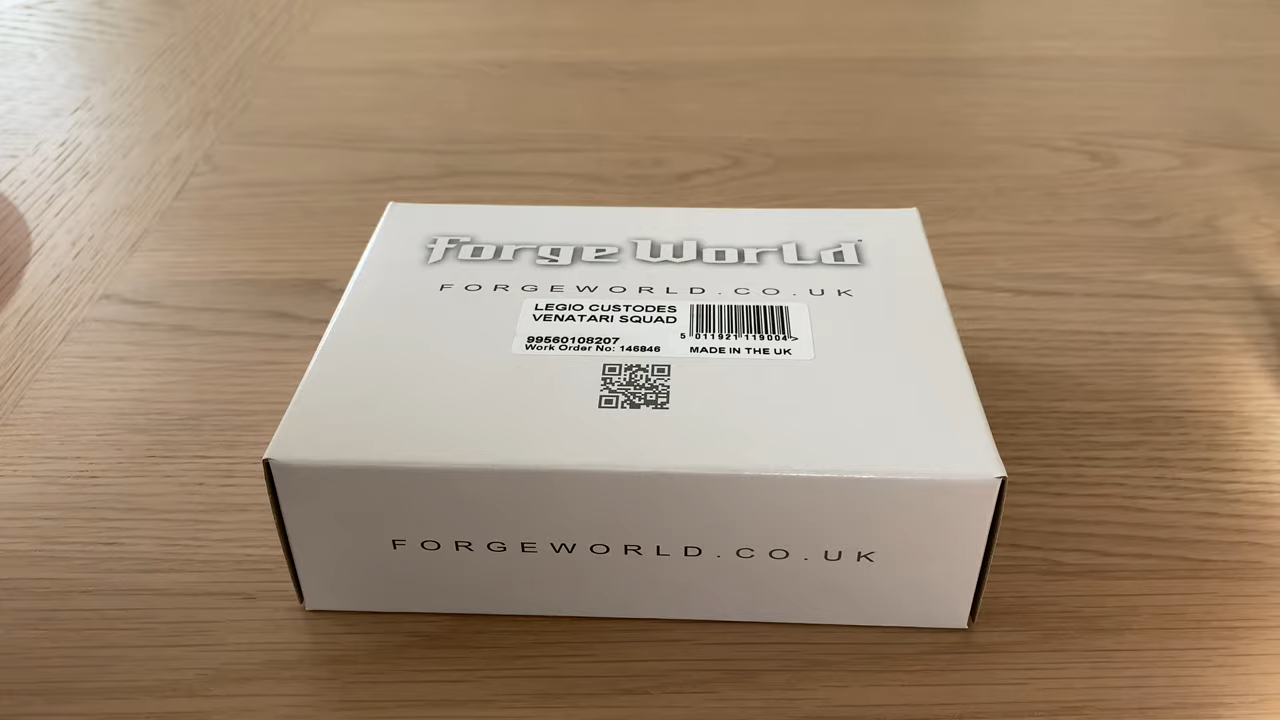 Forge World
FORGEWORLD.CO.UK
LEGIO CUSTODES
VENATARI SQUAD
99560108207
Work Order No: 146846
5 011921 119004 >
MADE IN THE UK
FORGEWORLD.CO.UK